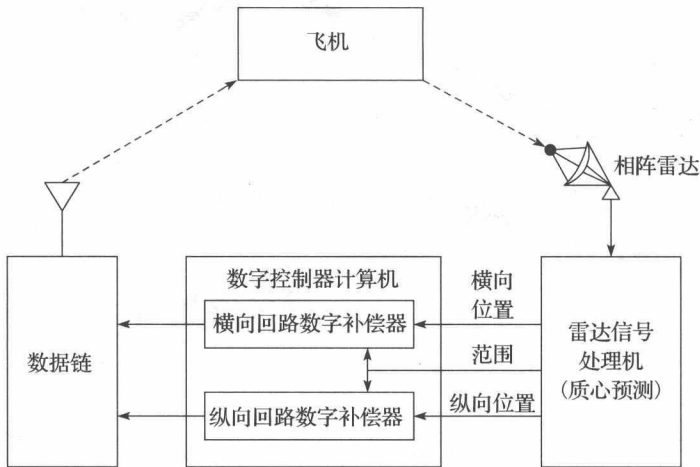 飞机
相阵雷达
数字控制器计算机
横向
位置
横向回路数字补偿器
范围
雷达信号
处理机
(质心预测)
数据链
纵向回路数字补偿器
纵向位置